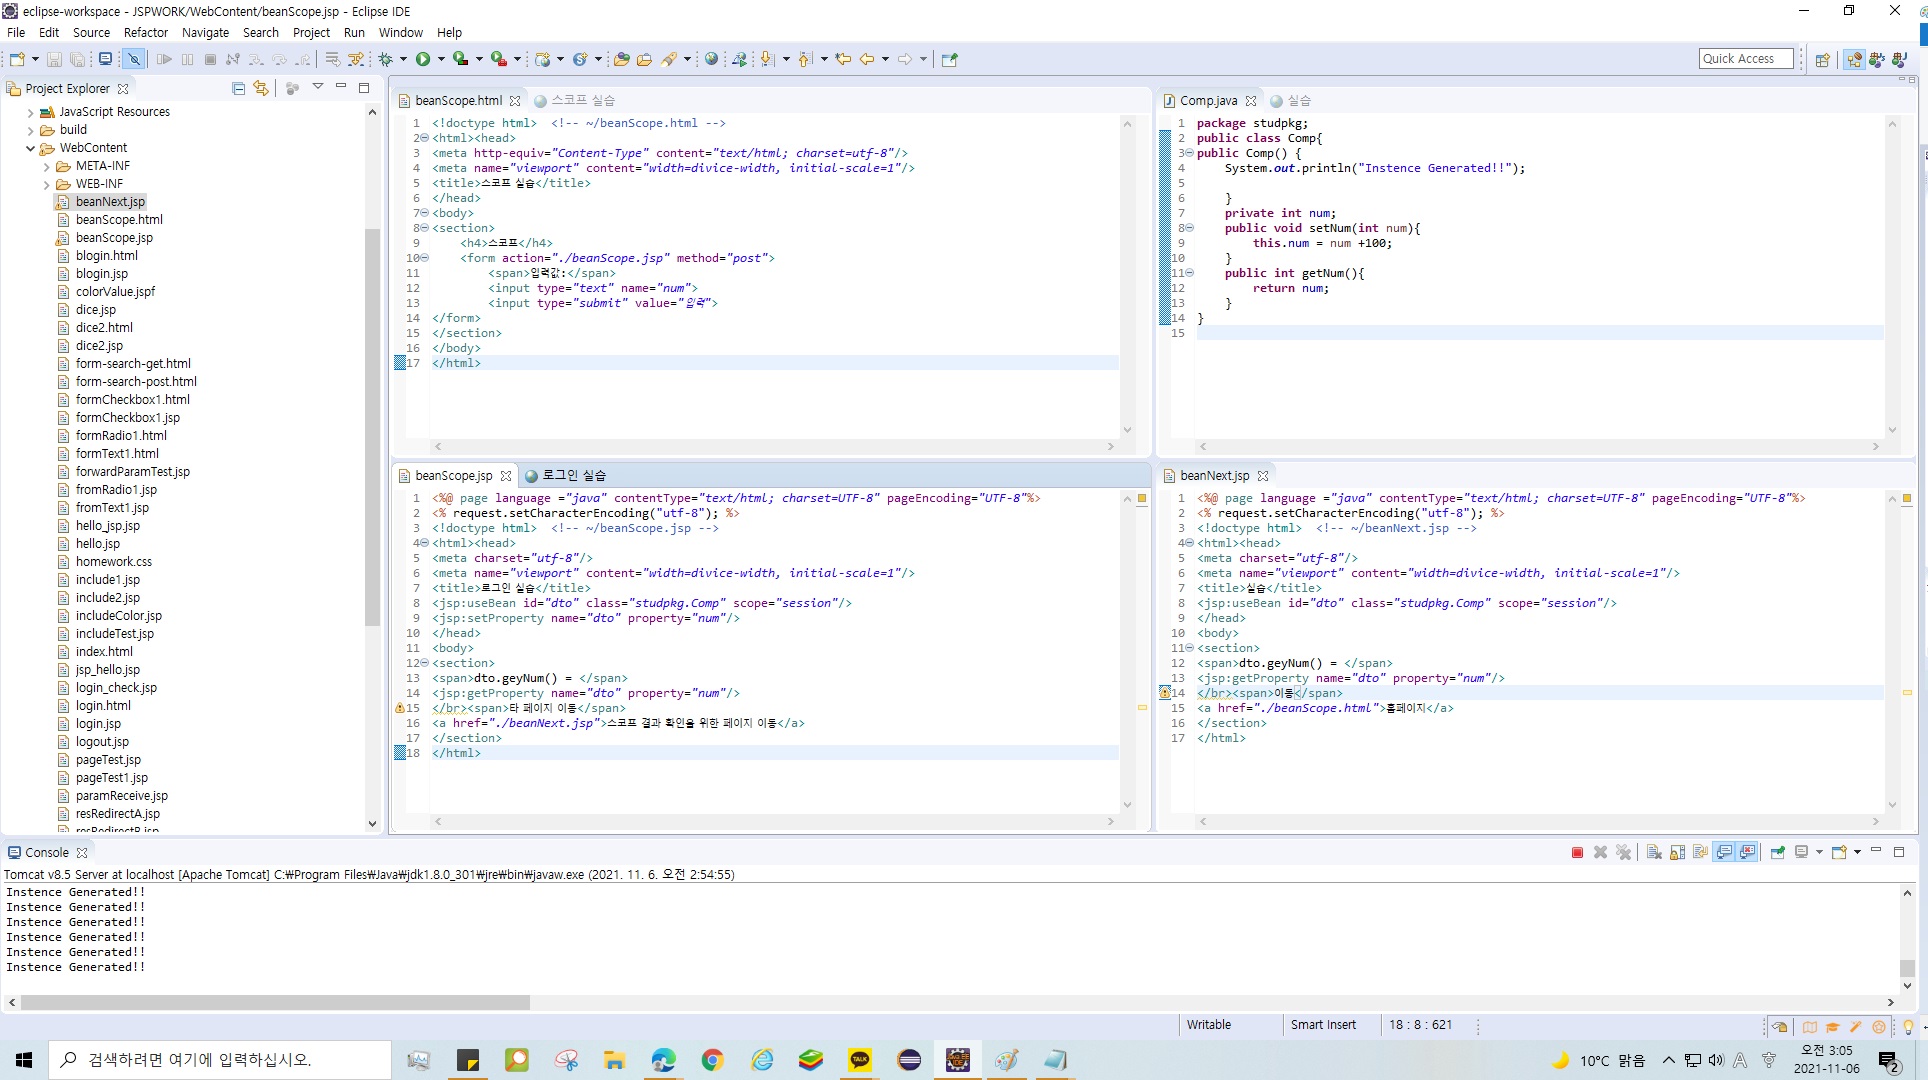 eclipse-workspace - JSPWORK/WebContent/beanScope.jsp - Eclipse IDE
File Edit Source Refactor Navigate Search Project Run Window Help
Quick Access
Project Explorer
JavaScript Resources
build
WebContent
META-INF
WEB-INF
beanNext.jsp
beanScope.html
beanScope.jsp
blogin.html
blogin.jsp
colorValue.jspf
dice.jsp
dice2.html
dice2.jsp
form-search-get.html
form-search-post.html
formCheckbox1.html
formCheckbox1.jsp
formRadio1.html
formText1.html
forwardParamTest.jsp
fromRadio1.jsp
fromText1.jsp
hello_jsp.jsp
hello.jsp
homework.css
include1.jsp
include2.jsp
includeColor.jsp
includeTest.jsp
index.html
jsp_hello.jsp
login_check.jsp
login.html
login.jsp
logout.jsp
pageTest.jsp
pageTest1.jsp
paramReceive.jsp
resRedirectA.jsp
resRedirectB.jsp
beanScope.html 스코프 실습
1 <!doctype html>  <!-- ~/beanScope.html -->
2 <html><head>
3 <meta http-equiv="Content-Type" content="text/html; charset=utf-8"/>
4 <meta name="viewport" content="width=divice-width, initial-scale=1"/>
5 <title>스코프 실습</title>
6 </head>
7 <body>
8 <section>
9     <h4>스코프</h4>
10     <form action="./beanScope.jsp" method="post">
11         <span>입력값:</span>
12         <input type="text" name="num">
13         <input type="submit" value="입력">
14 </form>
15 </section>
16 </body>
17 </html>
Comp.java 실습
1 package studpkg;
2 public class Comp{
3 public Comp() {
4     System.out.println("Instence Generated!!");
5
6     }
7     private int num;
8     public void setNum(int num){
9         this.num = num +100;
10     }
11     public int getNum(){
12         return num;
13     }
14 }
15
beanScope.jsp 로그인 실습
1 <%@ page language ="java" contentType="text/html; charset=UTF-8" pageEncoding="UTF-8"%>
2 <% request.setCharacterEncoding("utf-8"); %>
3 <!doctype html>  <!-- ~/beanScope.jsp -->
4 <html><head>
5 <meta charset="utf-8"/>
6 <meta name="viewport" content="width=divice-width, initial-scale=1"/>
7 <title>로그인 실습</title>
8 <jsp:useBean id="dto" class="studpkg.Comp" scope="session"/>
9 <jsp:setProperty name="dto" property="num"/>
10 </head>
11 <body>
12 <section>
13 <span>dto.geyNum() = </span>
14 <jsp:getProperty name="dto" property="num"/>
15 </br><span>타 페이지 이동</span>
16 <a href="./beanNext.jsp">스코프 결과 확인을 위한 페이지 이동</a>
17 </section>
18 </html>
beanNext.jsp
1 <%@ page language ="java" contentType="text/html; charset=UTF-8" pageEncoding="UTF-8"%>
2 <% request.setCharacterEncoding("utf-8"); %>
3 <!doctype html>  <!-- ~/beanNext.jsp -->
4 <html><head>
5 <meta charset="utf-8"/>
6 <meta name="viewport" content="width=divice-width, initial-scale=1"/>
7 <title>실습</title>
8 <jsp:useBean id="dto" class="studpkg.Comp" scope="session"/>
9 </head>
10 <body>
11 <section>
12 <span>dto.geyNum() = </span>
13 <jsp:getProperty name="dto" property="num"/>
14 </br><span>이동</span>
15 <a href="./beanScope.html">홈페이지</a>
16 </section>
17 </html>
Console
Tomcat v8.5 Server at localhost [Apache Tomcat] C:₩Program Files₩Java₩jdk1.8.0_301₩jre₩bin₩javaw.exe (2021. 11. 6. 오전 2:54:55)
Instence Generated!!
Instence Generated!!
Instence Generated!!
Instence Generated!!
Instence Generated!!
Instence Generated!!
Writable Smart Insert 18 : 8 : 621
검색하려면 여기에 입력하십시오.
TALK
10°C 맑음 A
오전 3:05
2021-11-06
2